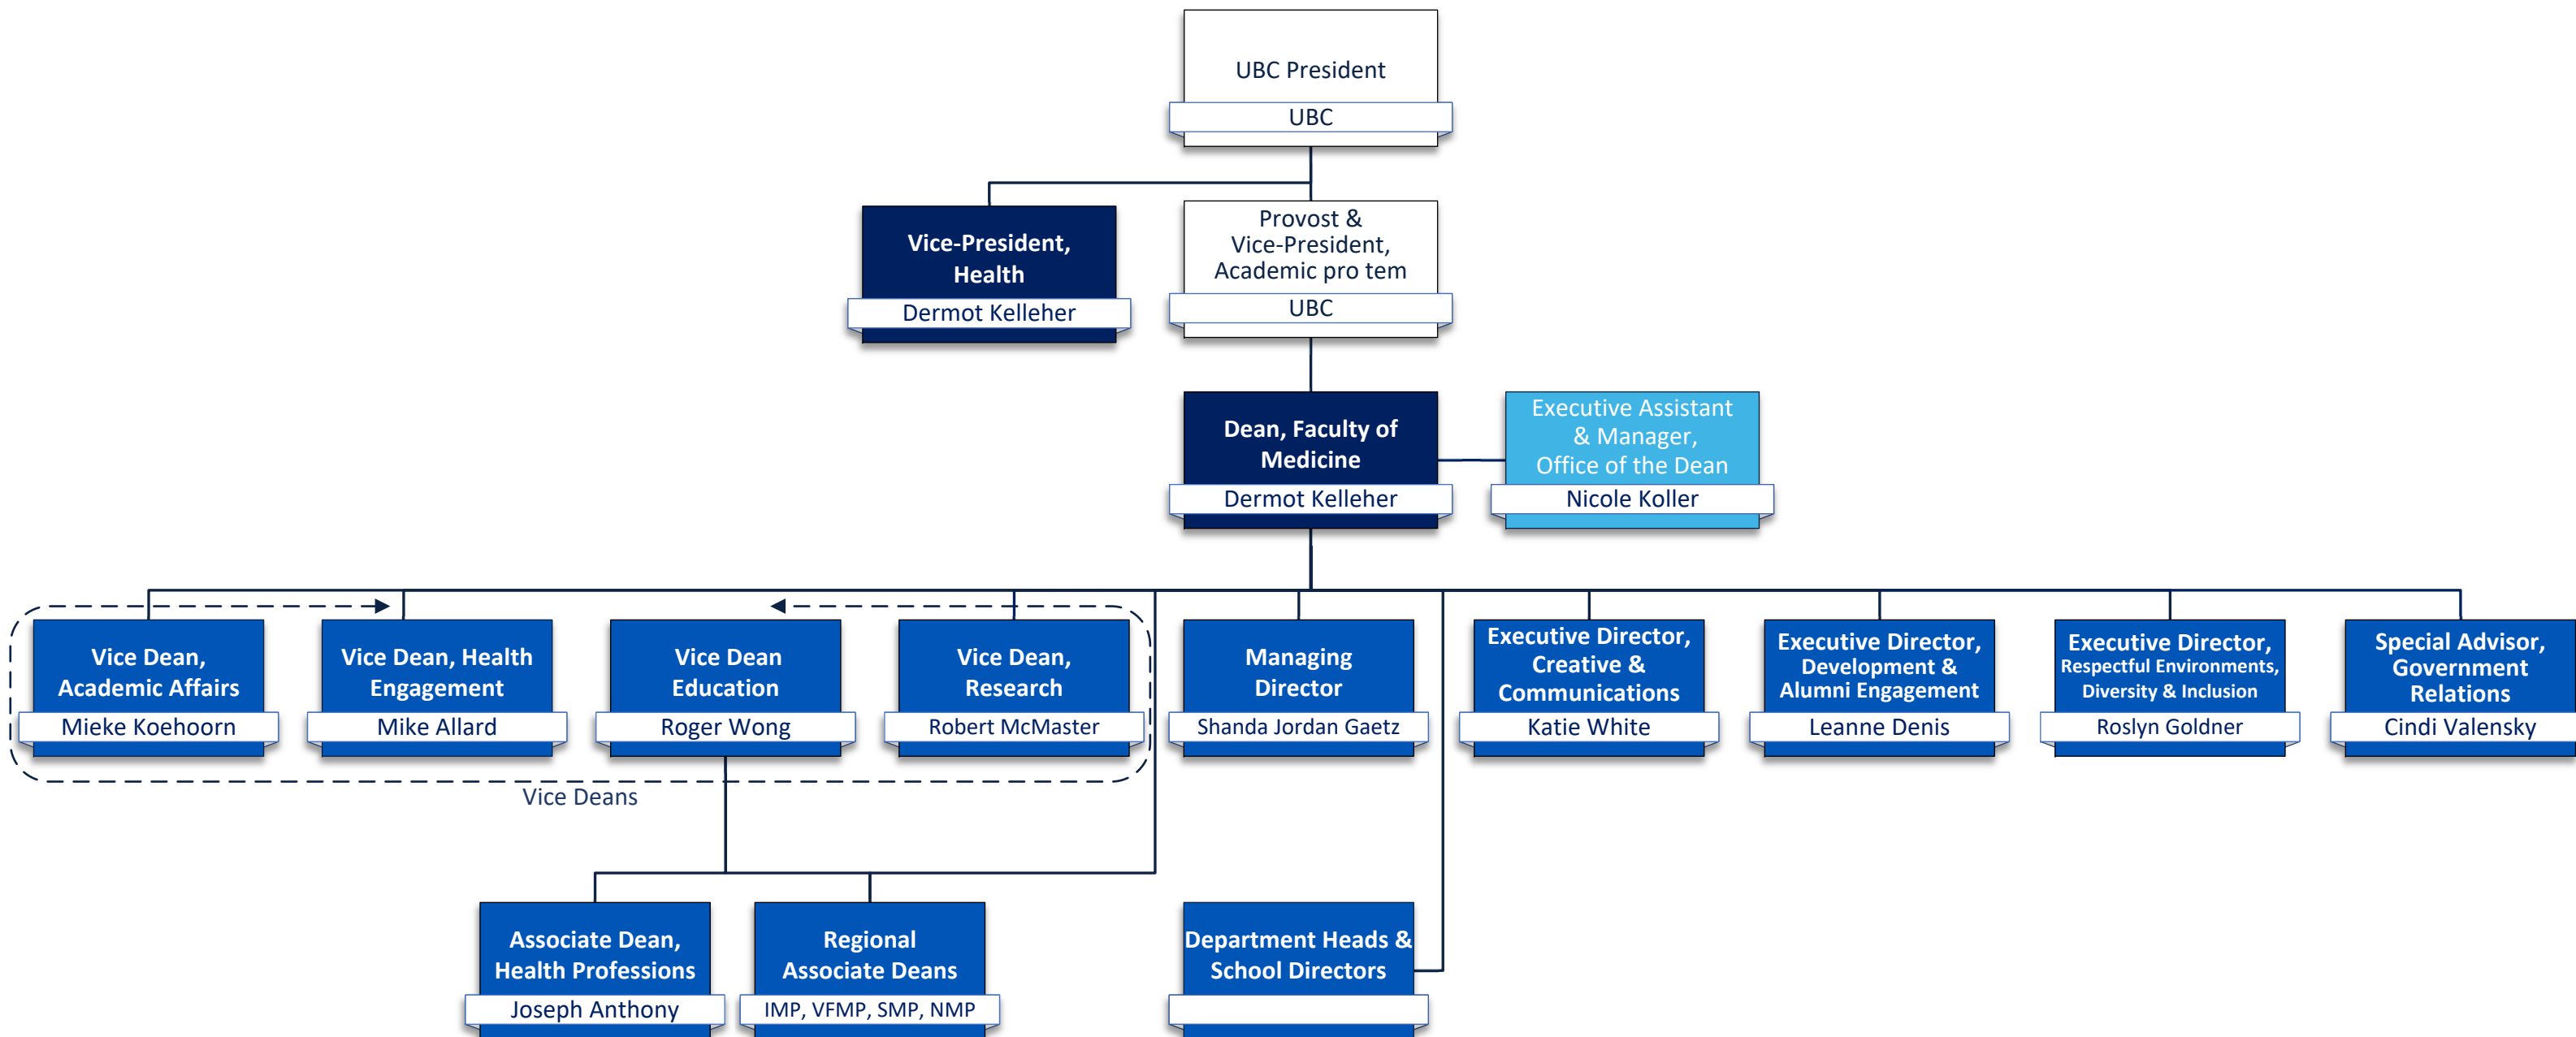 UBC President
UBC
Vice-President,
Health
Dermot Kelleher
Provost &
Vice-President,
Academic pro tem
UBC
Dean, Faculty of
Medicine
Dermot Kelleher
Executive Assistant
& Manager,
Office of the Dean
Nicole Koller
Vice Dean,
Academic Affairs
Mieke Koehoorn
Vice Dean, Health
Engagement
Mike Allard
Vice Dean
Education
Roger Wong
Vice Dean,
Research
Robert McMaster
Managing
Director
Shanda Jordan Gaetz
Executive Director,
Creative &
Communications
Katie White
Executive Director,
Development &
Alumni Engagement
Leanne Denis
Executive Director,
Respectful Environments,
Diversity & Inclusion
Roslyn Goldner
Special Advisor,
Government
Relations
Cindi Valensky
Vice Deans
Associate Dean,
Health Professions
Joseph Anthony
Regional
Associate Deans
IMP, VFMP, SMP, NMP
Department Heads &
School Directors